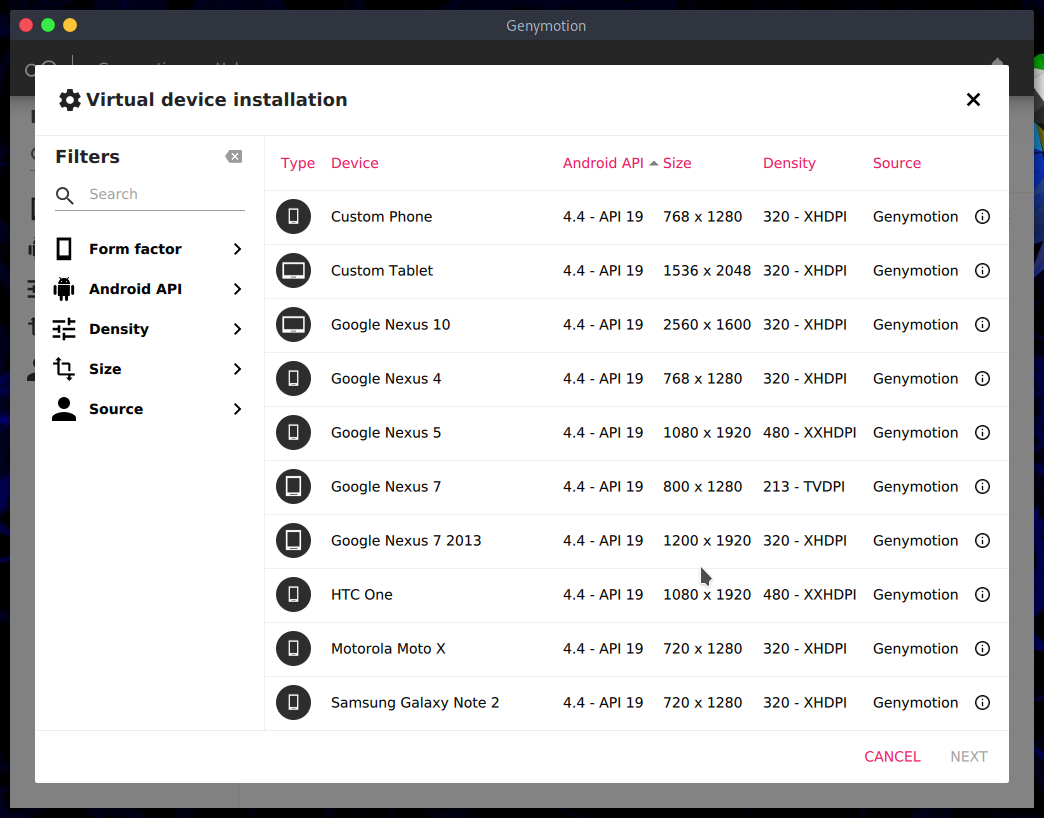 Genymotion
Virtual device installation
Filters
Search
Form factor
Android API
Density
Size
Source
Type Device Android API Size Density Source
Custom Phone 4.4 - API 19 768 x 1280 320 - XHDPI Genymotion
Custom Tablet 4.4 - API 19 1536 x 2048 320 - XHDPI Genymotion
Google Nexus 10 4.4 - API 19 2560 x 1600 320 - XHDPI Genymotion
Google Nexus 4 4.4 - API 19 768 x 1280 320 - XHDPI Genymotion
Google Nexus 5 4.4 - API 19 1080 x 1920 480 - XXHDPI Genymotion
Google Nexus 7 4.4 - API 19 800 x 1280 213 - TVDPI Genymotion
Google Nexus 7 2013 4.4 - API 19 1200 x 1920 320 - XHDPI Genymotion
HTC One 4.4 - API 19 1080 x 1920 480 - XXHDPI Genymotion
Motorola Moto X 4.4 - API 19 720 x 1280 320 - XHDPI Genymotion
Samsung Galaxy Note 2 4.4 - API 19 720 x 1280 320 - XHDPI Genymotion
CANCEL NEXT